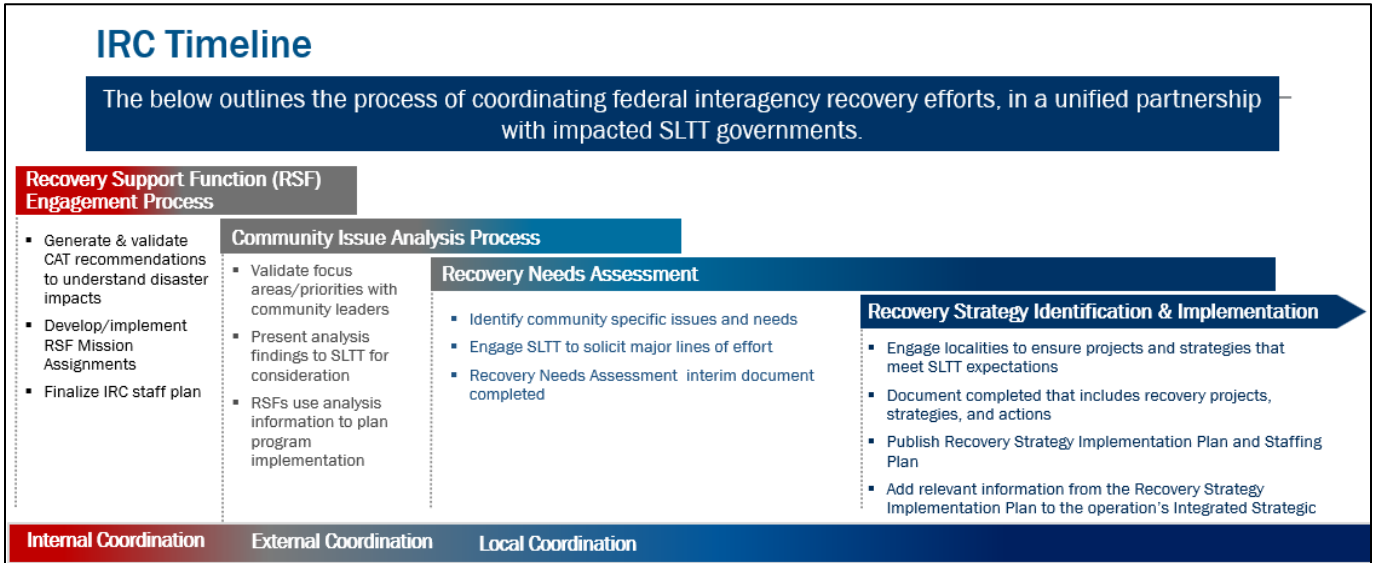 IRC Timeline
The below outlines the process of coordinating federal interagency recovery efforts, in a unified partnership
with impacted SLTT governments.
Recovery Support Function (RSF)
Engagement Process
▪ Generate & validate
CAT recommendations
to understand disaster
impacts
▪ Develop/implement
RSF Mission
Assignments
▪ Finalize IRC staff plan
Community Issue Analysis Process
▪ Validate focus
areas/priorities with
community leaders
▪ Present analysis
findings to SLTT for
consideration
▪ RSFs use analysis
information to plan
program
implementation
Recovery Needs Assessment
▪ Identify community specific issues and needs
▪ Engage SLTT to solicit major lines of effort
▪ Recovery Needs Assessment interim document
completed
Recovery Strategy Identification & Implementation
▪ Engage localities to ensure projects and strategies that
meet SLTT expectations
▪ Document completed that includes recovery projects,
strategies, and actions
▪ Publish Recovery Strategy Implementation Plan and Staffing
Plan
▪ Add relevant information from the Recovery Strategy
Implementation Plan to the operation's Integrated Strategic
Internal Coordination
External Coordination
Local Coordination